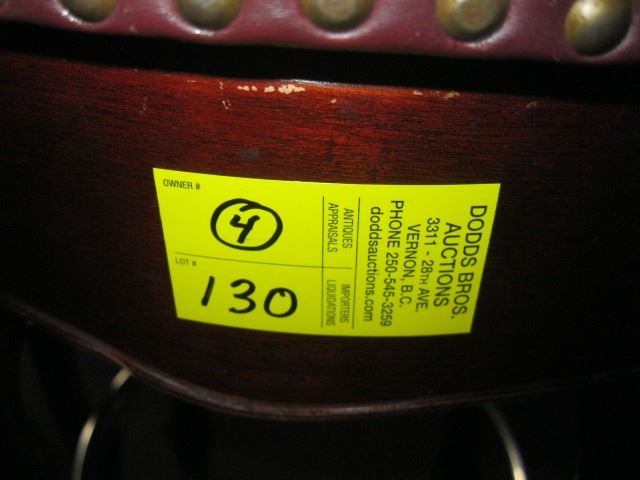 OWNER #
4
LOT #
130
ANTIQUES
APPRAISALS
IMPORTERS
LIQUIDATIONS
DODDS BROS.
AUCTIONS
3311 - 28TH AVE.
VERNON, B.C.
PHONE 250-545-3259
doddsauctions.com